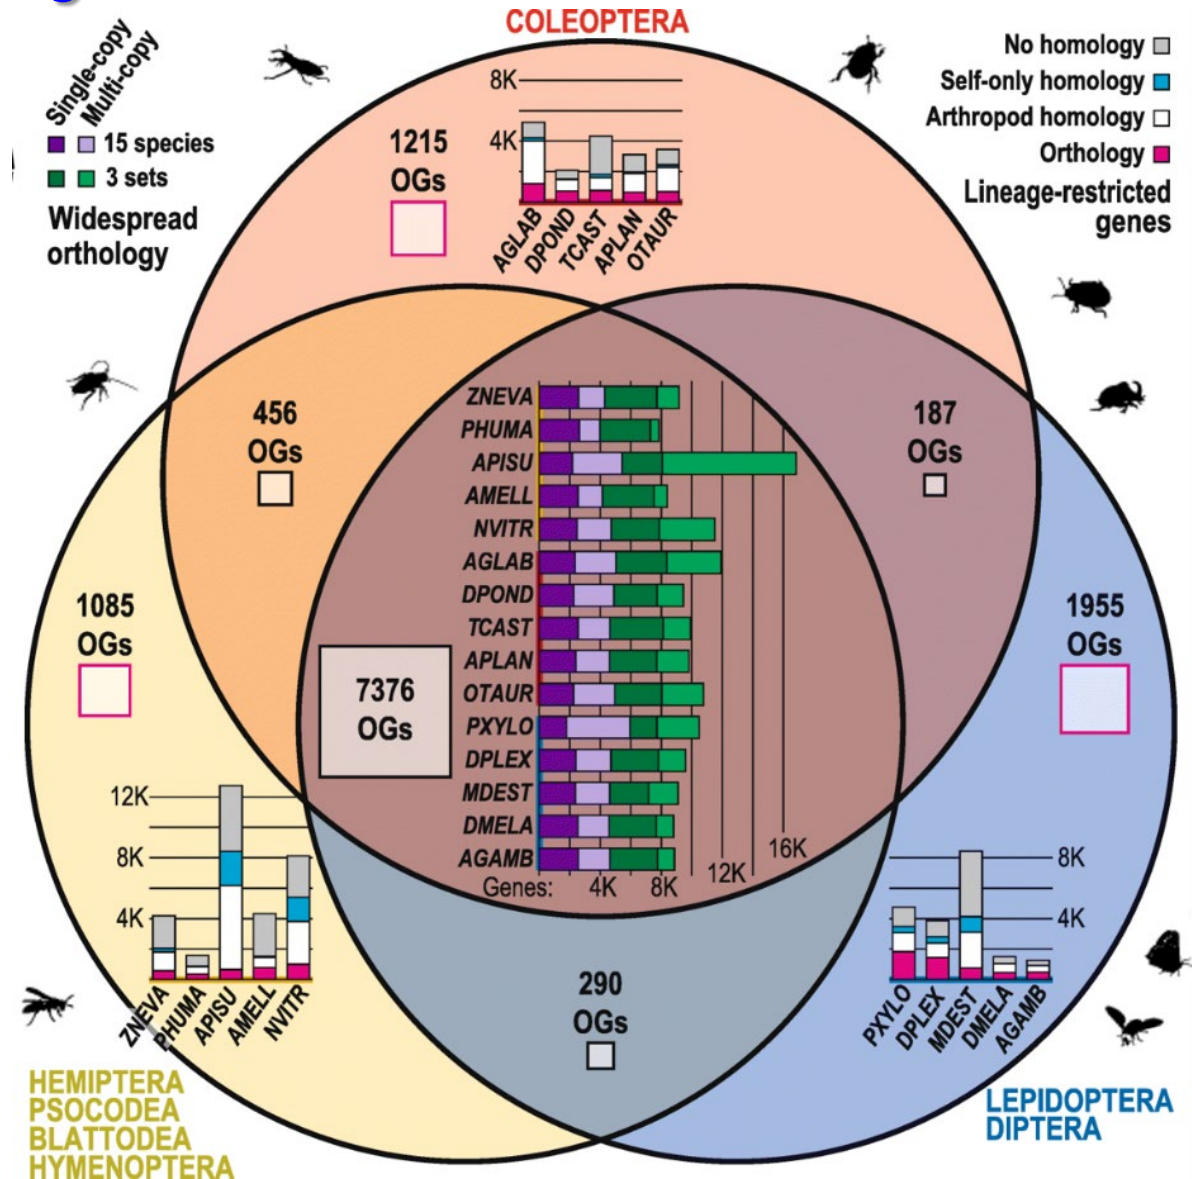 COLEOPTERA
Single-copy
Multi-copy
15 species
3 sets
Widespread
orthology
No homology
Self-only homology
Arthropod homology
Orthology
Lineage-restricted
genes
8K
4K
AGLAB
DPOND
TCAST
APLAN
OTAUR
1215
OGs
456
OGs
187
OGs
1085
OGs
1955
OGs
7376
OGs
290
OGs
ZNEVA
PHUMA
APISU
AMELL
NVITR
AGLAB
DPOND
TCAST
APLAN
OTAUR
PXYLO
DPLEX
MDEST
DMELA
AGAMB
Genes: 4K 8K 12K 16K
12K
8K
4K
ZNEVA
PHUMA
APISU
AMELL
NVITR
8K
4K
PXYLO
DPLEX
MDEST
DMELA
AGAMB
HEMIPTERA
PSOCODEA
BLATTODEA
HYMENOPTERA
LEPIDOPTERA
DIPTERA